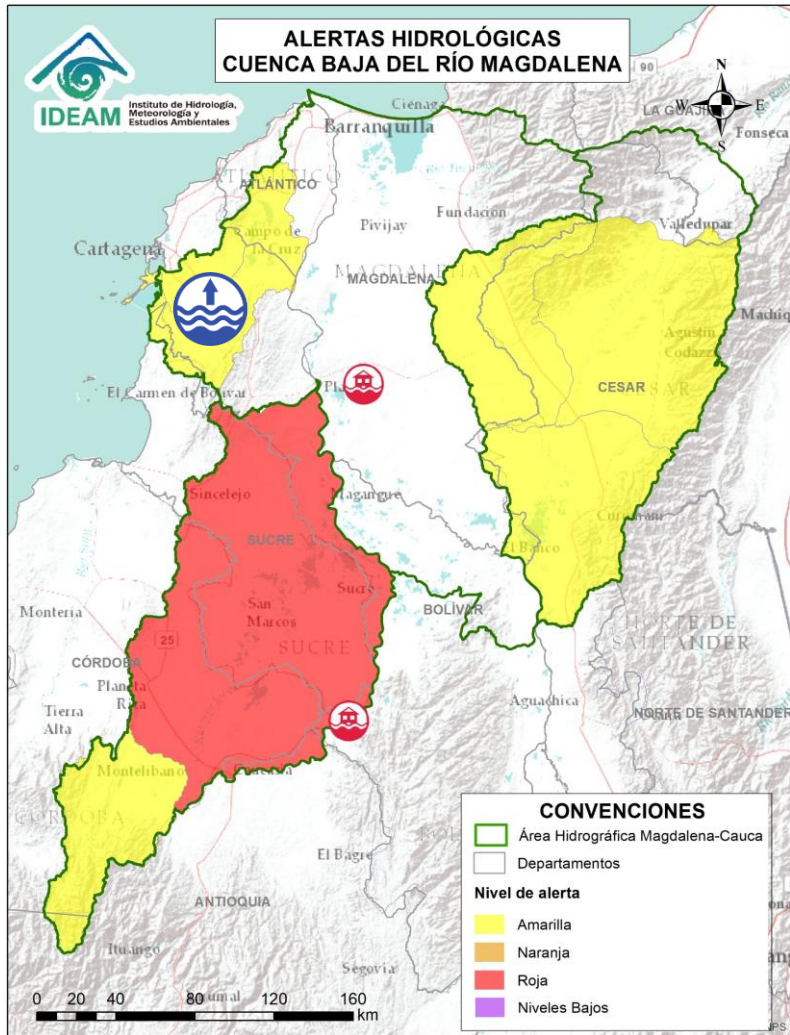 ALERTAS HIDROLÓGICAS
CUENCA BAJA DEL RÍO MAGDALENA
IDEAM
Instituto de Hidrología,
Meteorología y
Estudios Ambientales
N
W E
S
90
LA GUAJIRA
Fonseca
Ciénaga
Barranquilla
ATLÁNTICO
Fundación
Pivijay
Valledupar
Campo de
la Cruz
Cartagena
MAGDALENA
MAGDALENA
Agustín
Codazzi
CESAR
El Carmen de Bolívar
Sincelejo
Magangue
SUCRE
El Banco
Sucre
BOLÍVAR
San
Marcos
Montería
SUCRE
NORTE DE
SANTANDER
25
CÓRDOBA
Planeta
Rica
Aguachica
NORTE DE SANTANDER
Tierra
Alta
Montelibano
CÓRDOBA
El Bagre
ANTIOQUIA
Ituango
Segovia
CONVENCIONES
Área Hidrográfica Magdalena-Cauca
Departamentos
Nivel de alerta
Amarilla
Naranja
Roja
Niveles Bajos
0 20 40 80 120 160
km